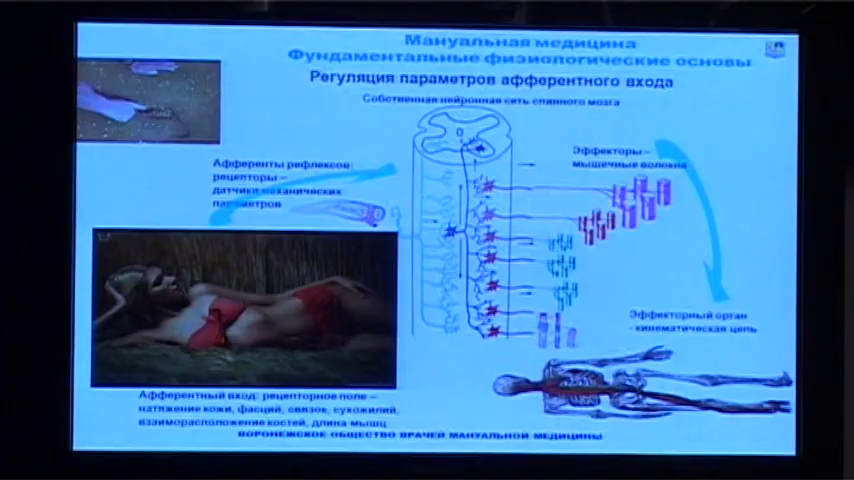 Мануальная медицина
Фундаментальные физиологические основы
Регуляция параметров афферентного входа
Собственная нейронная сеть спинного мозга
Афференты рефлексов:
рецепторы –
датчики механических
параметров
Эффекторы –
мышечные волокна
Эффекторный орган
- кинематическая цепь
Афферентный вход: рецепторное поле –
натяжение кожи, фасций, связок, сухожилий,
взаиморасположение костей, длина мышц
ВОРОНЕЖСКОЕ ОБЩЕСТВО ВРАЧЕЙ МАНУАЛЬНОЙ МЕДИЦИНЫ